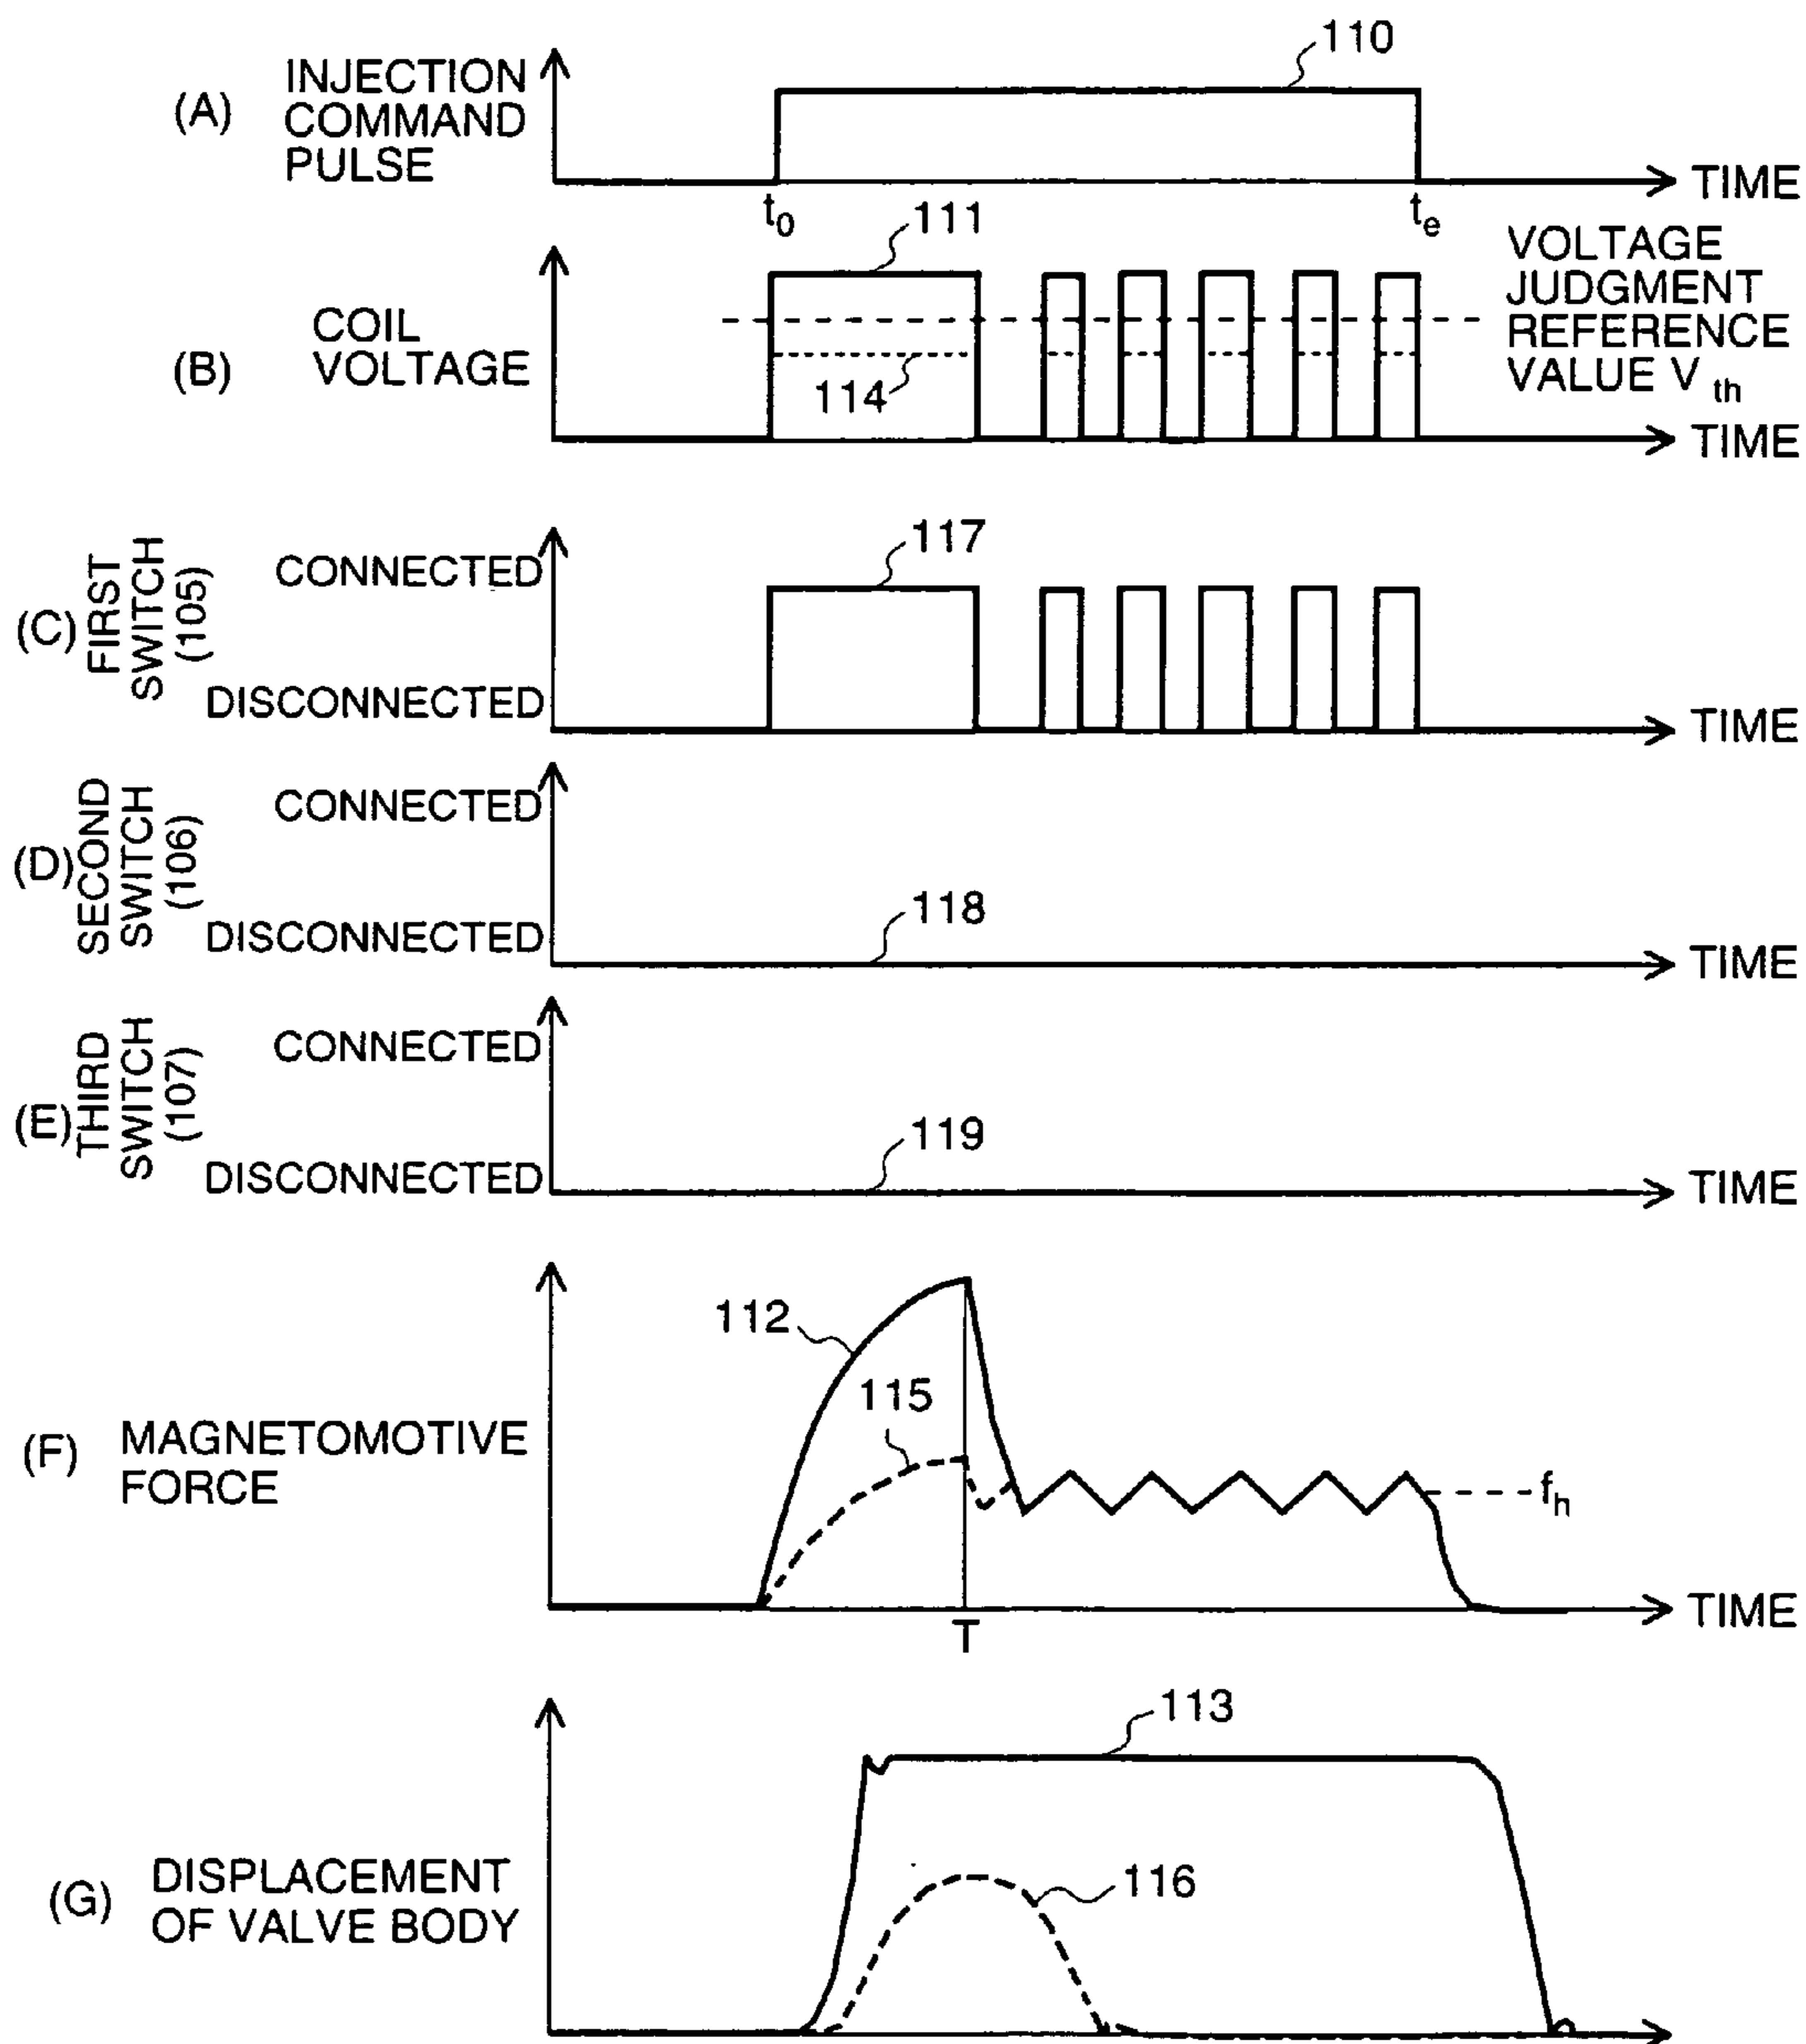 110
(A)
INJECTION
COMMAND
PULSE
TIME
t0
te
111
(B)
COIL
VOLTAGE
114
VOLTAGE
JUDGMENT
REFERENCE
VALUE Vth
TIME
117
(C)
FIRST
SWITCH
(105)
CONNECTED
DISCONNECTED
TIME
(D)
SECOND
SWITCH
(106)
CONNECTED
DISCONNECTED
118
TIME
(E)
THIRD
SWITCH
(107)
CONNECTED
DISCONNECTED
119
TIME
112
115
(F)
MAGNETOMOTIVE
FORCE
fh
TIME
T
113
(G)
DISPLACEMENT
OF VALVE BODY
116